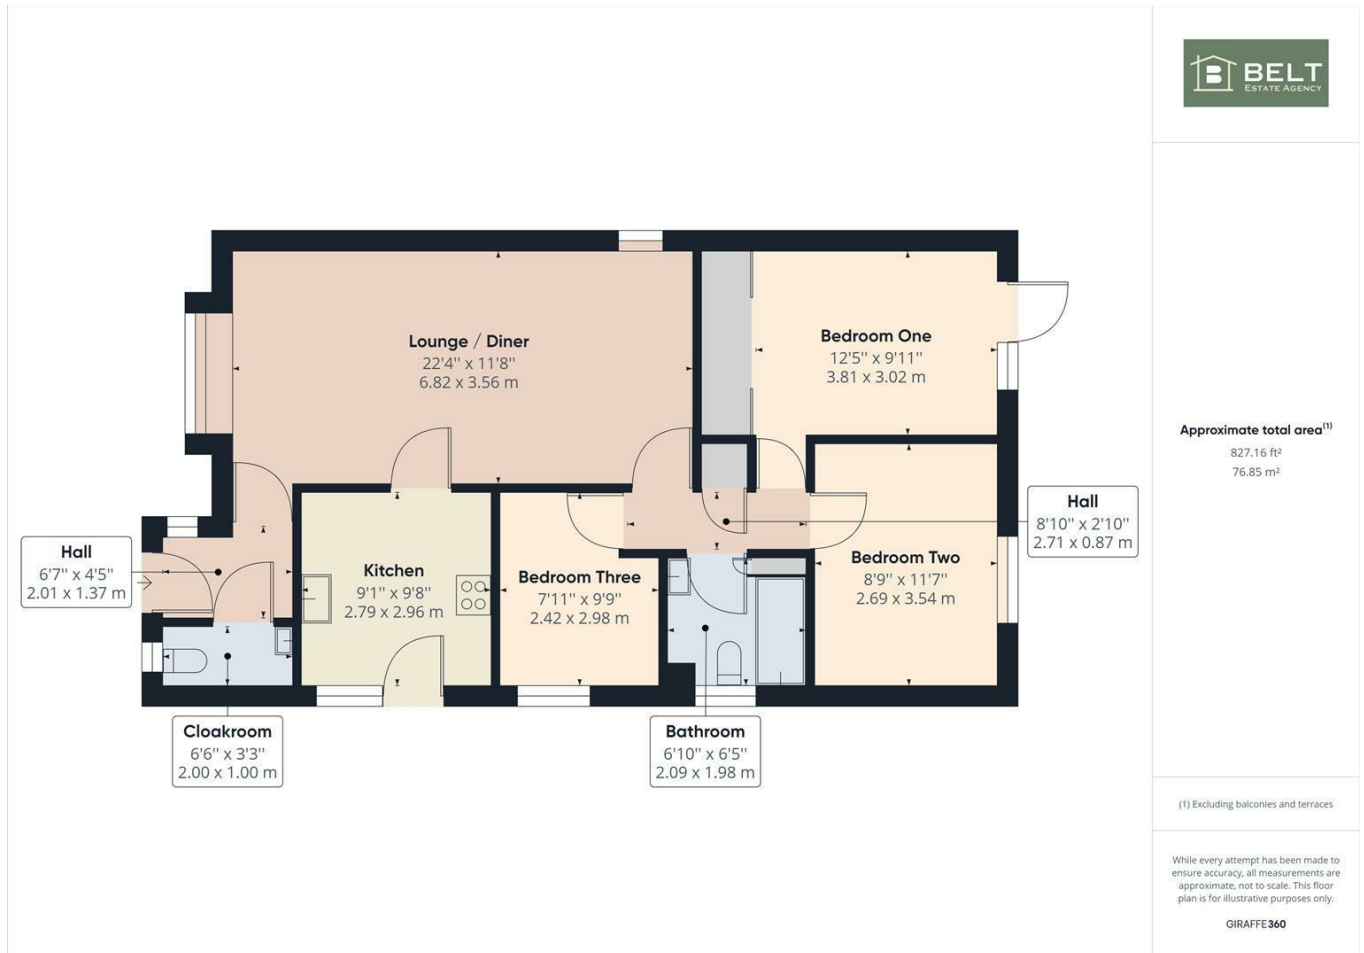 BELT
ESTATE AGENCY
Lounge / Diner
22'4'' x 11'8''
6.82 x 3.56 m
Bedroom One
12'5'' x 9'11''
3.81 x 3.02 m
Hall
6'7'' x 4'5''
2.01 x 1.37 m
Kitchen
9'1'' x 9'8''
2.79 x 2.96 m
Bedroom Three
7'11'' x 9'9''
2.42 x 2.98 m
Bedroom Two
8'9'' x 11'7''
2.69 x 3.54 m
Hall
8'10'' x 2'10''
2.71 x 0.87 m
Cloakroom
6'6'' x 3'3''
2.00 x 1.00 m
Bathroom
6'10'' x 6'5''
2.09 x 1.98 m
Approximate total area(1)
827.16 ft²
76.85 m²
(1) Excluding balconies and terraces
While every attempt has been made to
ensure accuracy, all measurements are
approximate, not to scale. This floor
plan is for illustrative purposes only.
GIRAFFE360